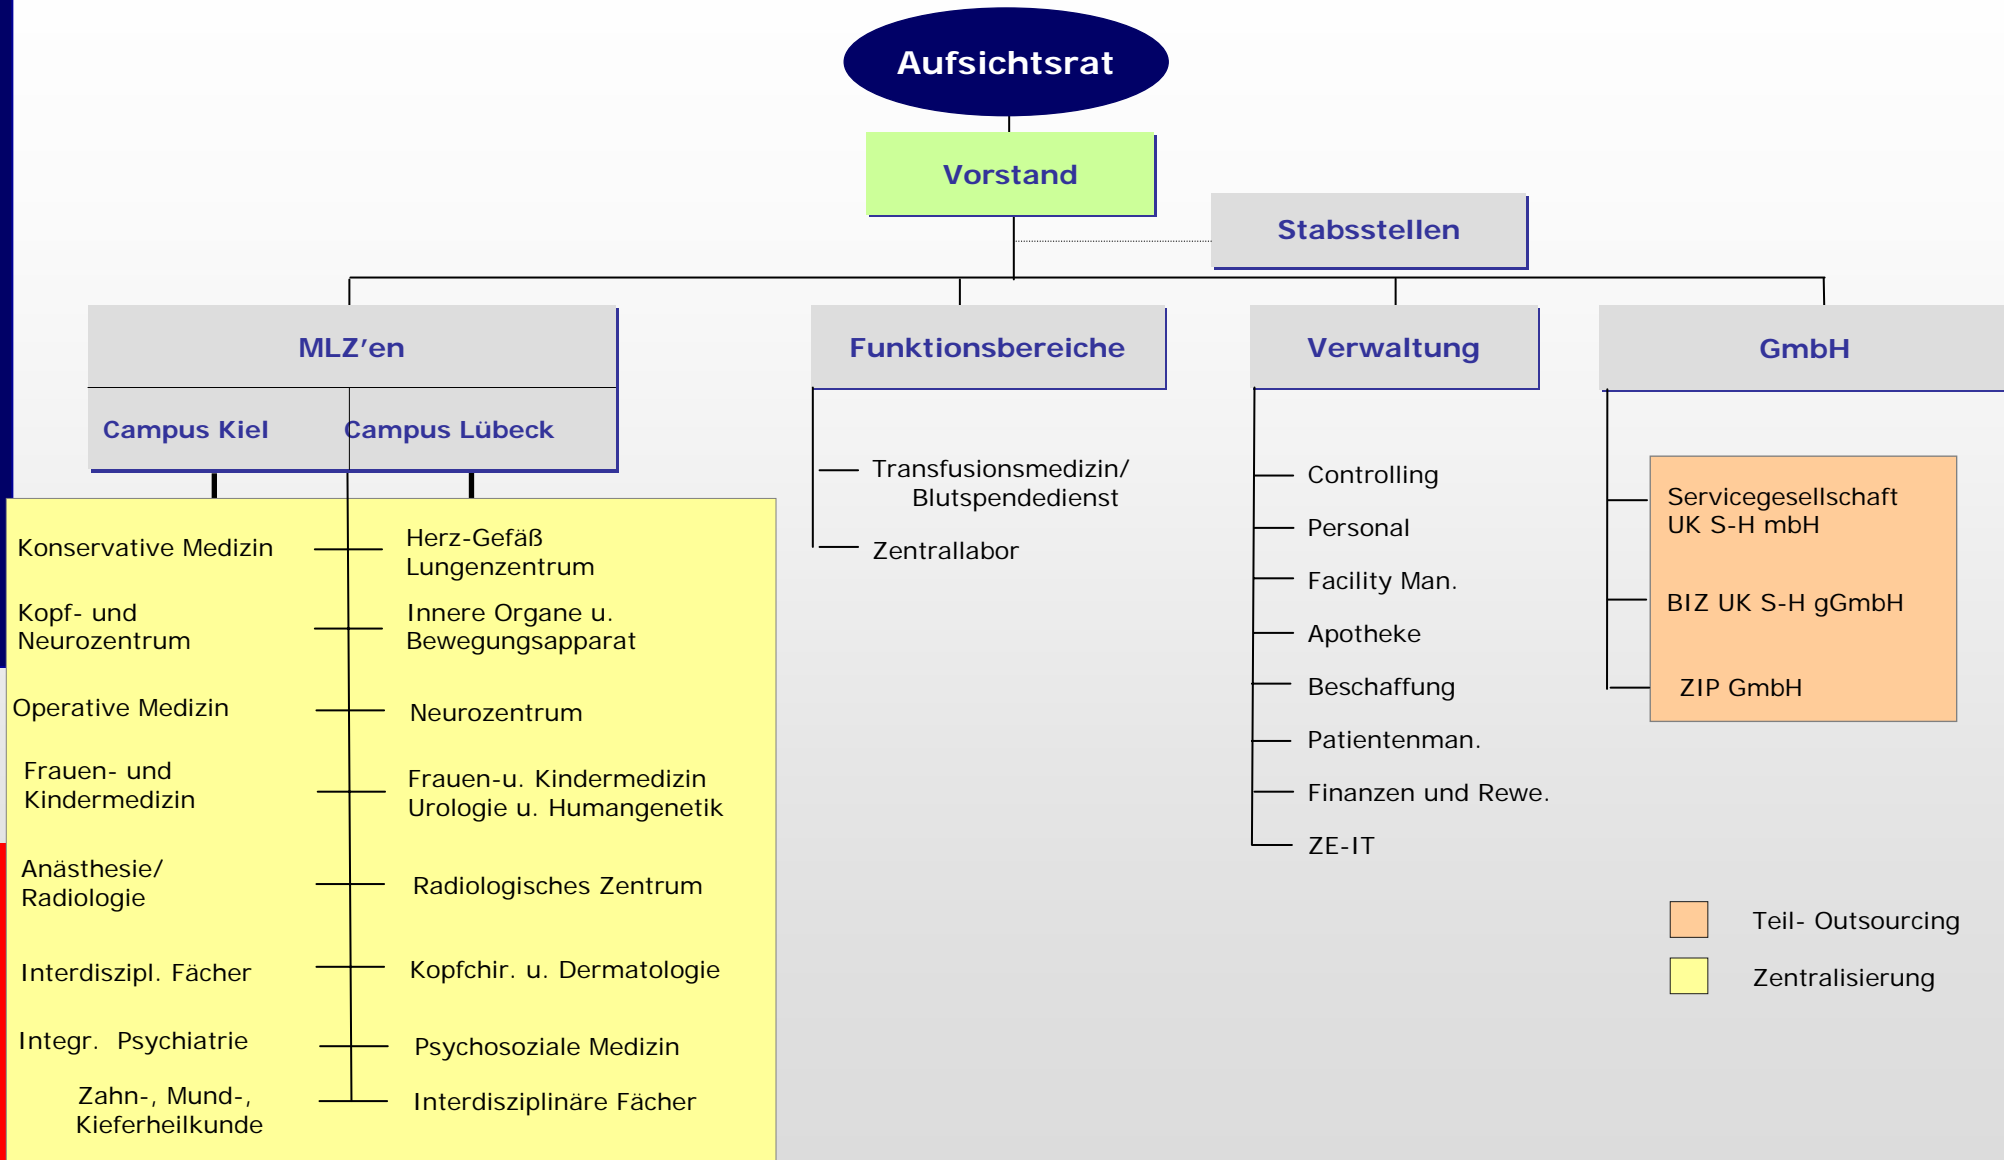 Aufsichtsrat
Vorstand
Stabsstellen
MLZ’en
Campus Kiel
Campus Lübeck
Konservative Medizin
Kopf- und
Neurozentrum
Operative Medizin
Frauen- und
Kindermedizin
Anästhesie/
Radiologie
Interdiszipl. Fächer
Integr. Psychiatrie
Zahn-, Mund-,
Kieferheilkunde
Herz-Gefäß
Lungenzentrum
Innere Organe u.
Bewegungsapparat
Neurozentrum
Frauen-u. Kindermedizin
Urologie u. Humangenetik
Radiologisches Zentrum
Kopfchir. u. Dermatologie
Psychosoziale Medizin
Interdisziplinäre Fächer
Funktionsbereiche
Transfusionsmedizin/
Blutspendedienst
Zentrallabor
Verwaltung
Controlling
Personal
Facility Man.
Apotheke
Beschaffung
Patientenman.
Finanzen und Rewe.
ZE-IT
GmbH
Servicegesellschaft
UK S-H mbH
BIZ UK S-H gGmbH
ZIP GmbH
Teil- Outsourcing
Zentralisierung